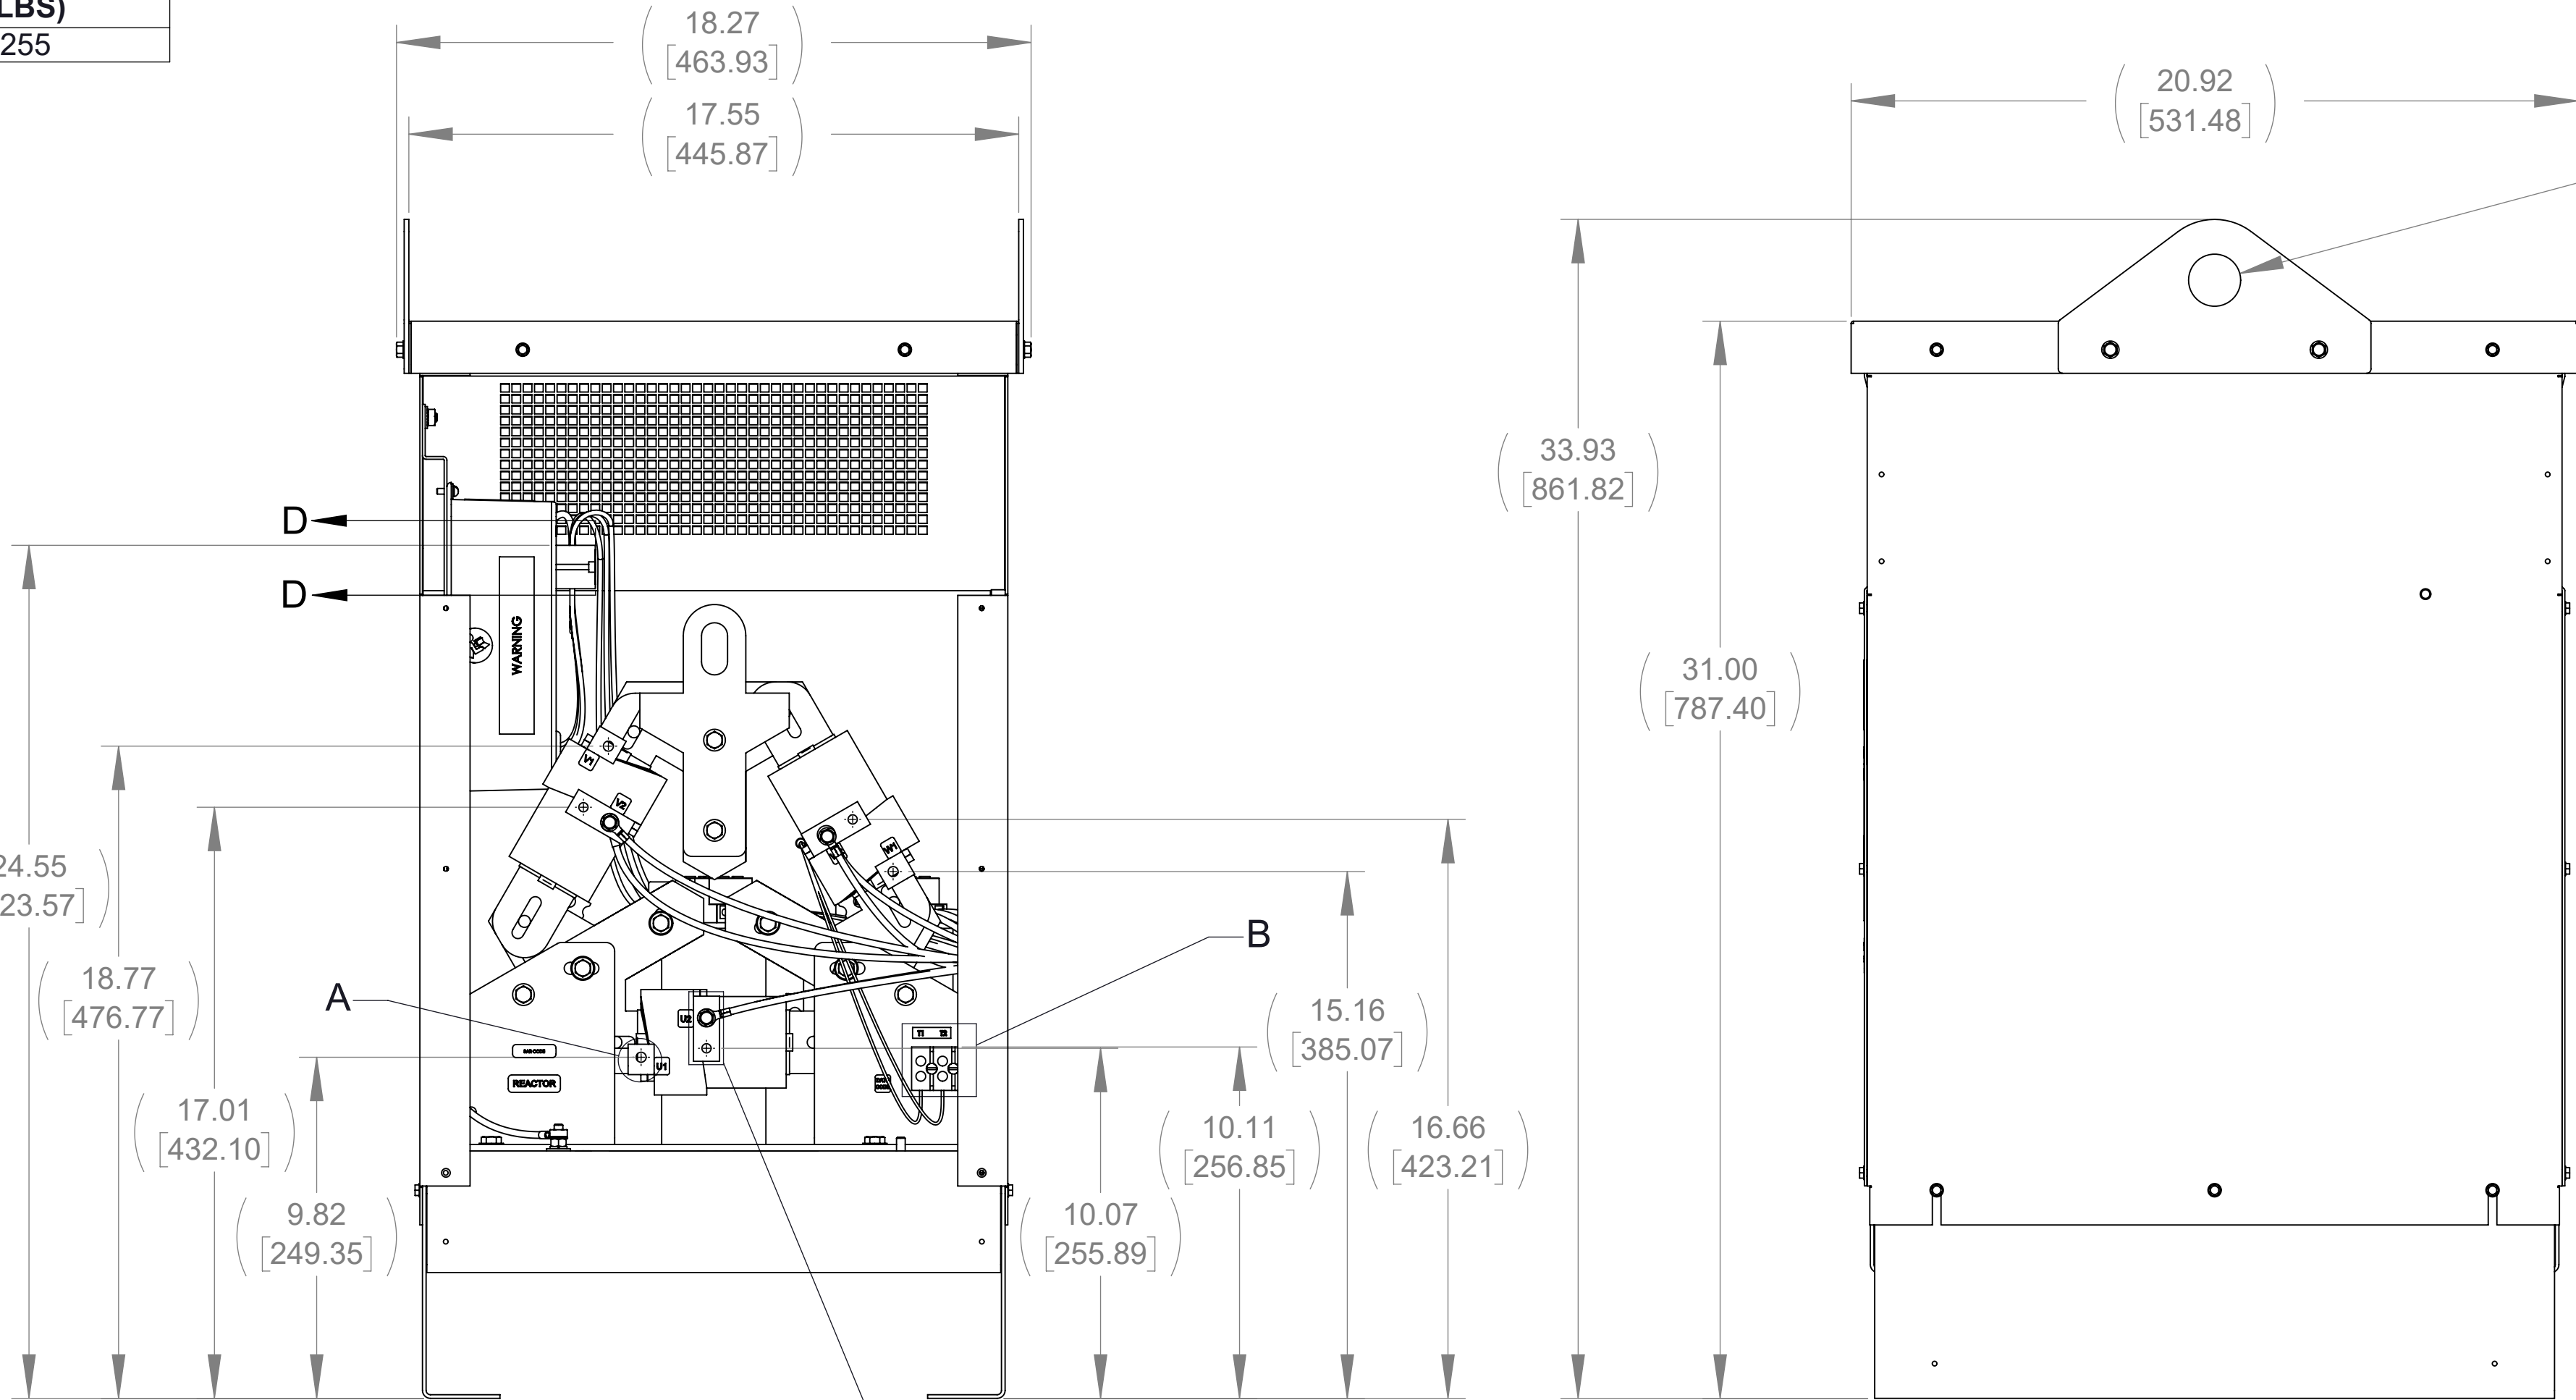 LBS)
255
18.27
[463.93]
17.55
[445.87]
20.92
[531.48]
33.93
[861.82]
31.00
[787.40]
D
D
WARNING
V1
V2
W1
24.55
23.57]
18.77
[476.77]
17.01
[432.10]
9.82
[249.35]
A
B
U2
U1
T1 T2
BAR CODE
REACTOR
15.16
[385.07]
16.66
[423.21]
10.11
[256.85]
10.07
[255.89]